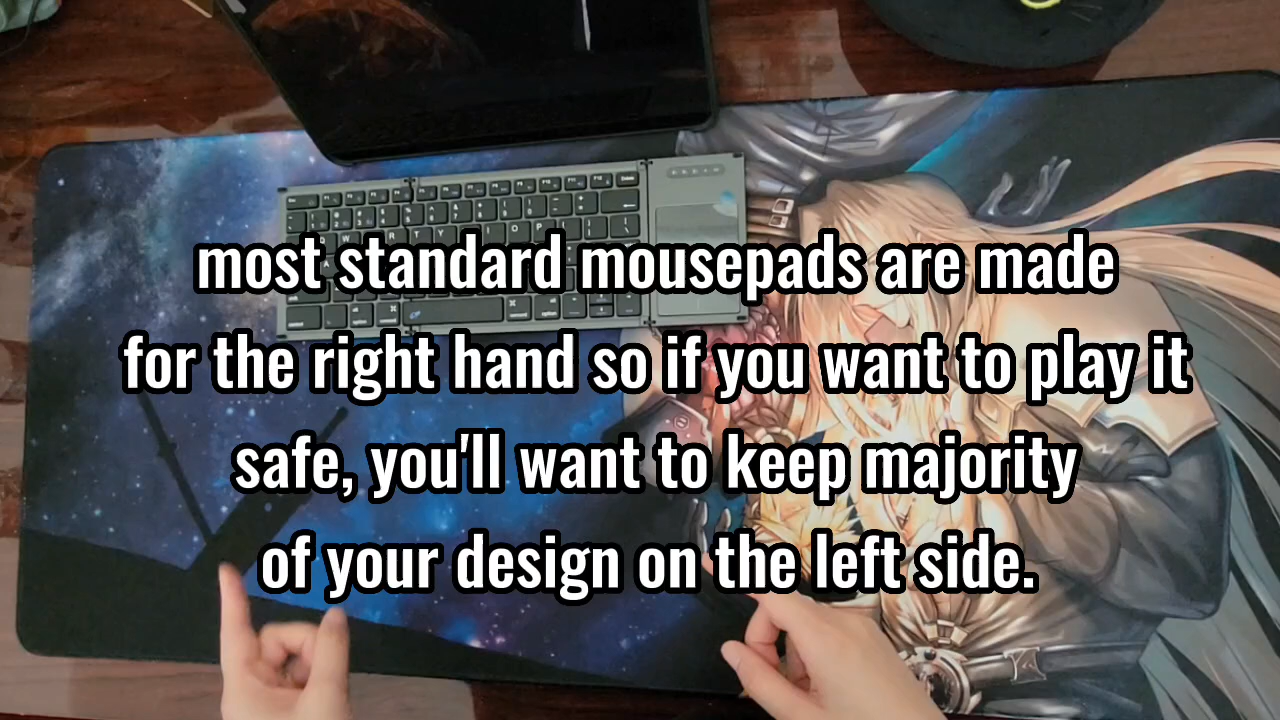 most standard mousepads are made
for the right hand so if you want to play it
safe, you'll want to keep majority
of your design on the left side.